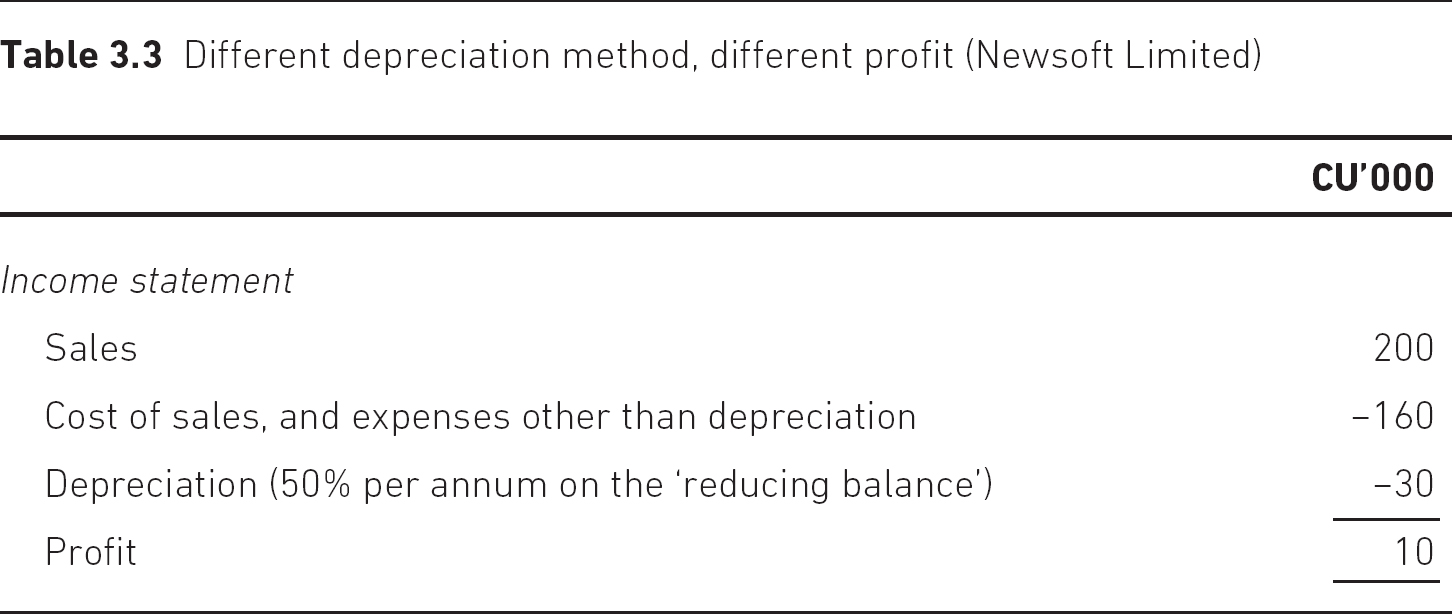 Table 3.3 Different depreciation method, different profit (Newsoft Limited)
CU’000
Income statement
Sales 200
Cost of sales, and expenses other than depreciation –160
Depreciation (50% per annum on the ‘reducing balance’) –30
Profit 10